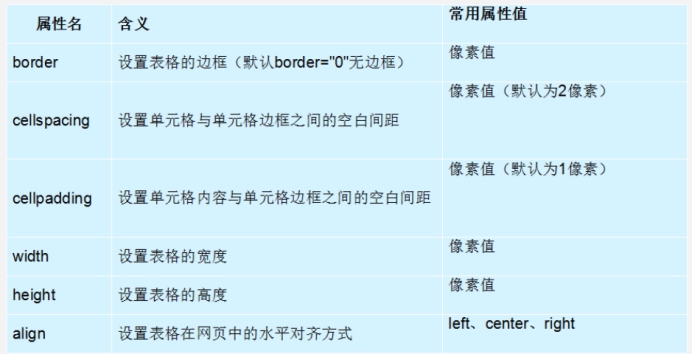 属性名 含义 常用属性值
border 设置表格的边框（默认border="0"无边框） 像素值
cellspacing 设置单元格与单元格边框之间的空白间距 像素值（默认为2像素）
cellpadding 设置单元格内容与单元格边框之间的空白间距 像素值（默认为1像素）
width 设置表格的宽度 像素值
height 设置表格的高度 像素值
align 设置表格在网页中的水平对齐方式 left、center、right